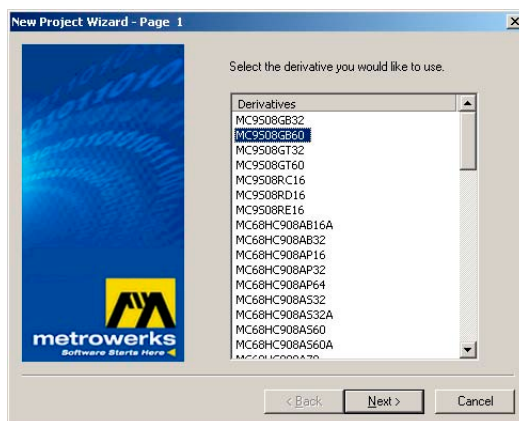 New Project Wizard - Page 1
Select the derivative you would like to use.
Derivatives
MC9S08GB32
MC9S08GB60
MC9S08GT32
MC9S08GT60
MC9S08RC16
MC9S08RD16
MC9S08RE16
MC68HC908AB16A
MC68HC908AB32
MC68HC908AP16
MC68HC908AP32
MC68HC908AP64
MC68HC908AS32
MC68HC908AS32A
MC68HC908AS60
MC68HC908AS60A
metrowerks
Software Starts Here
< Back
Next >
Cancel